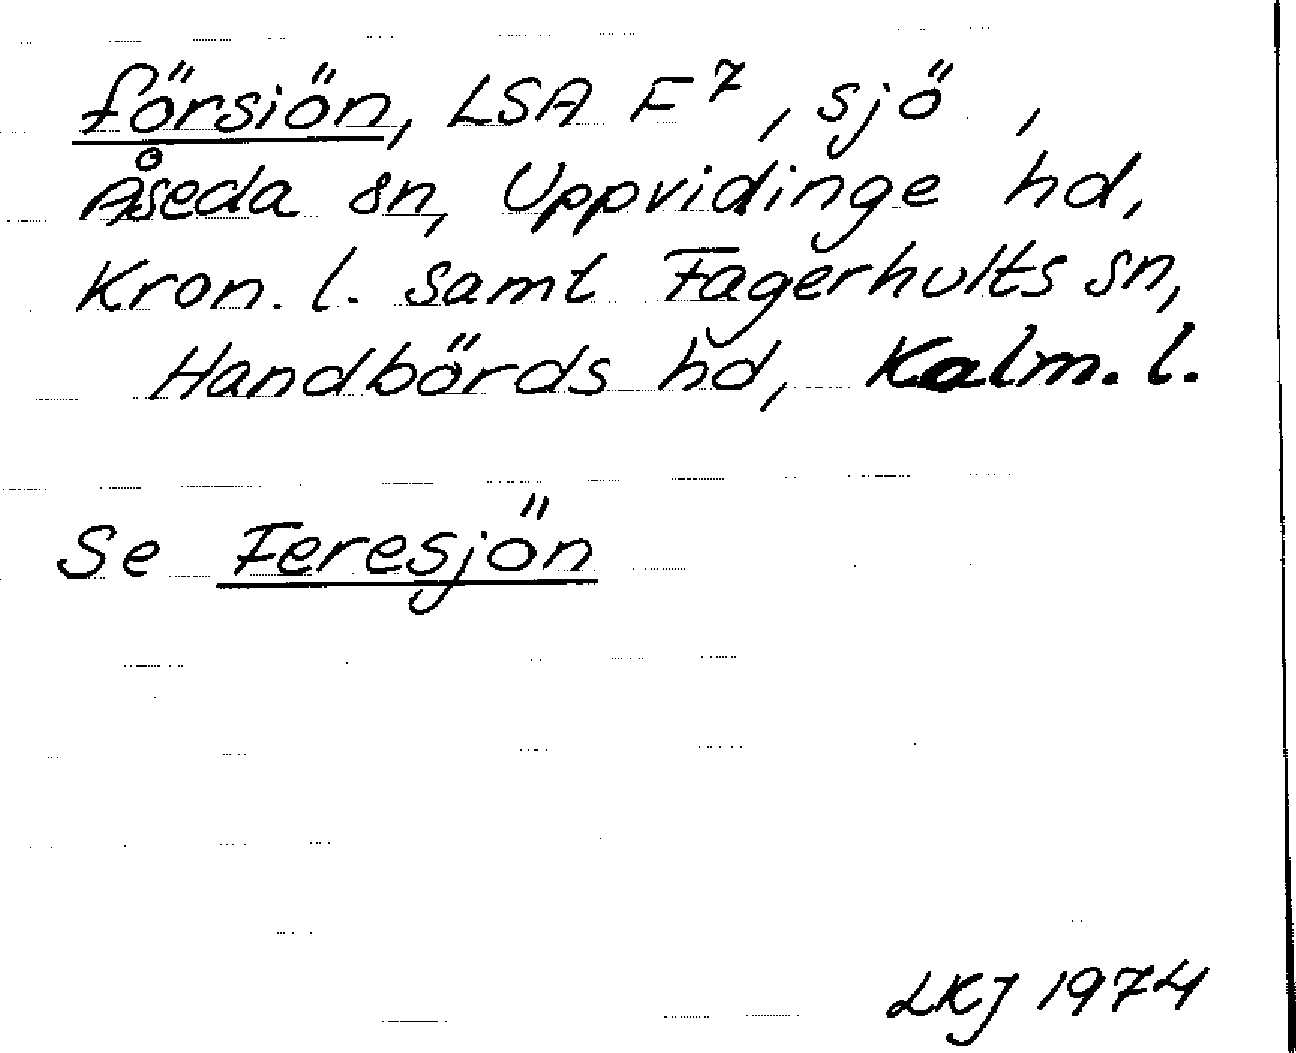 försiön, LSA F7, sjö ,
Åseda sn, Uppvidinge hd,
Kron. l. samt Fagerhults sn,
Handbörds hd, Kalm. l.
Se Feresjön
LKJ 1974